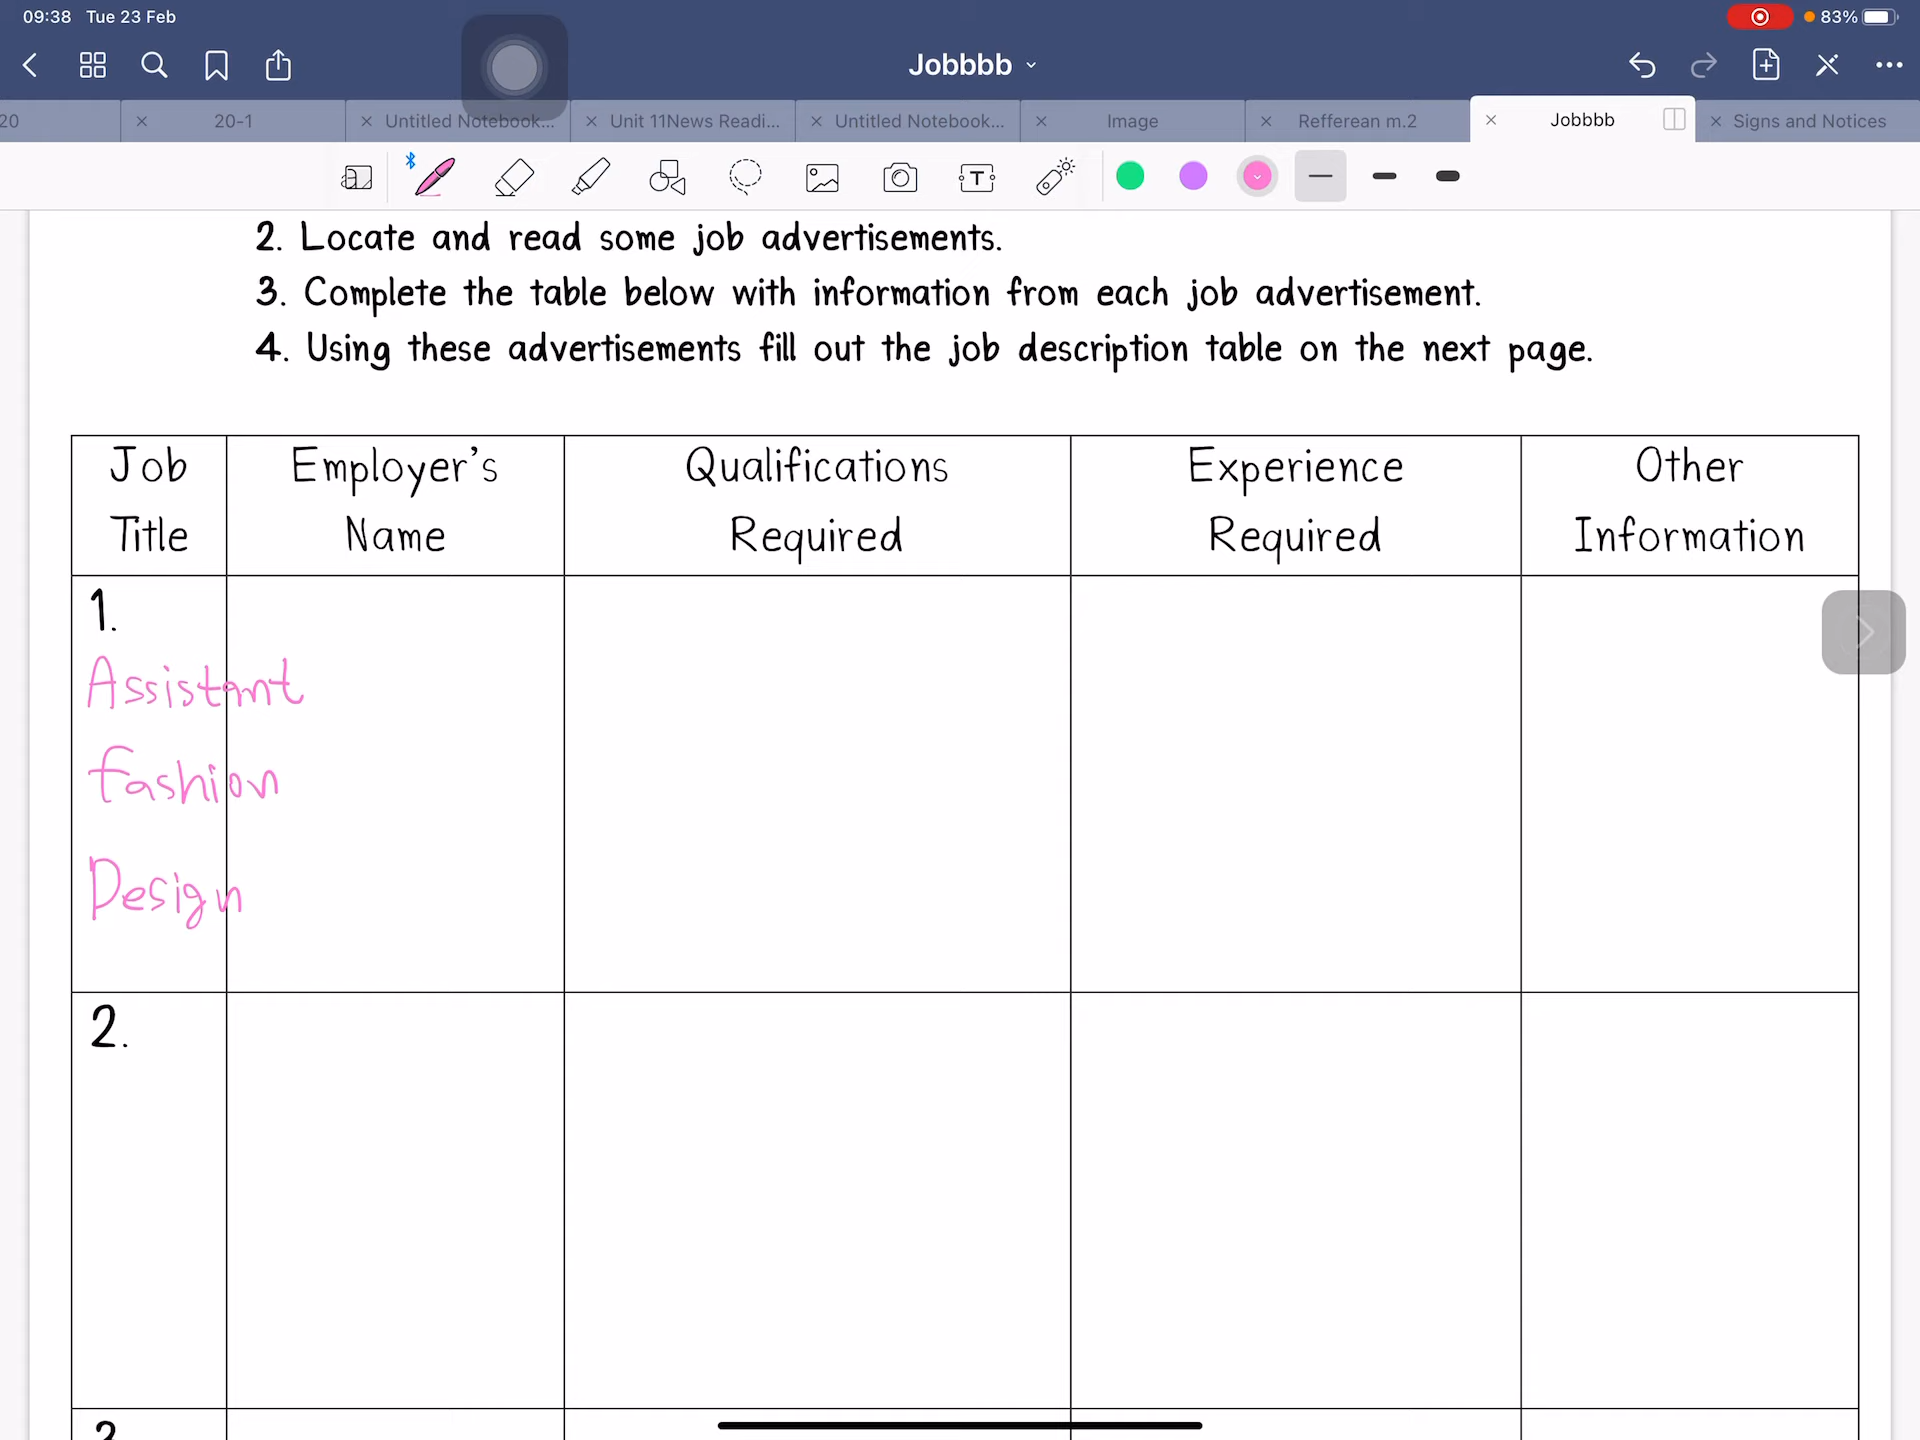 09:38 Tue 23 Feb 83%
Jobbbb
20 20-1 Untitled Notebook... Unit 11News Readi... Untitled Notebook... Image Refferean m.2 Jobbbb Signs and Notices
2. Locate and read some job advertisements.
3. Complete the table below with information from each job advertisement.
4. Using these advertisements fill out the job description table on the next page.
Job Title
Employer's Name
Qualifications Required
Experience Required
Other Information
1.
Assistant
fashion
Design
2.